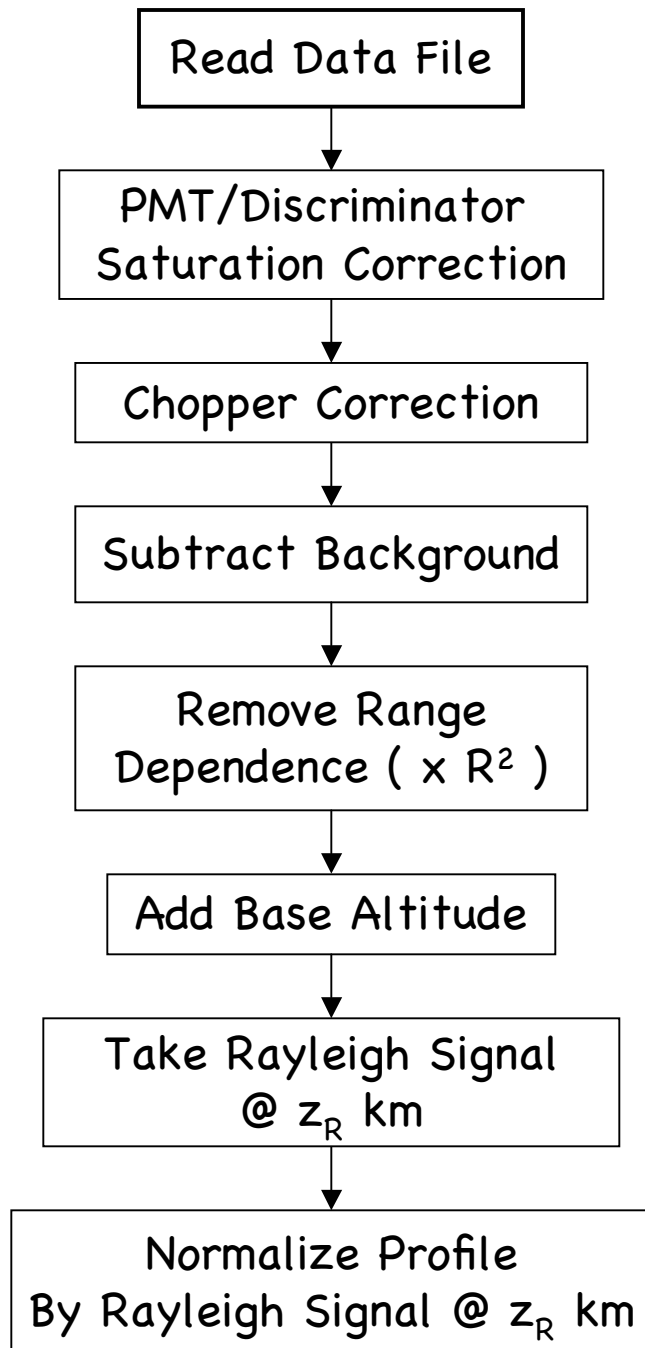 Read Data File
PMT/Discriminator
Saturation Correction
Chopper Correction
Subtract Background
Remove Range
Dependence ( x R² )
Add Base Altitude
Take Rayleigh Signal
@ z_R km
Normalize Profile
By Rayleigh Signal @ z_R km